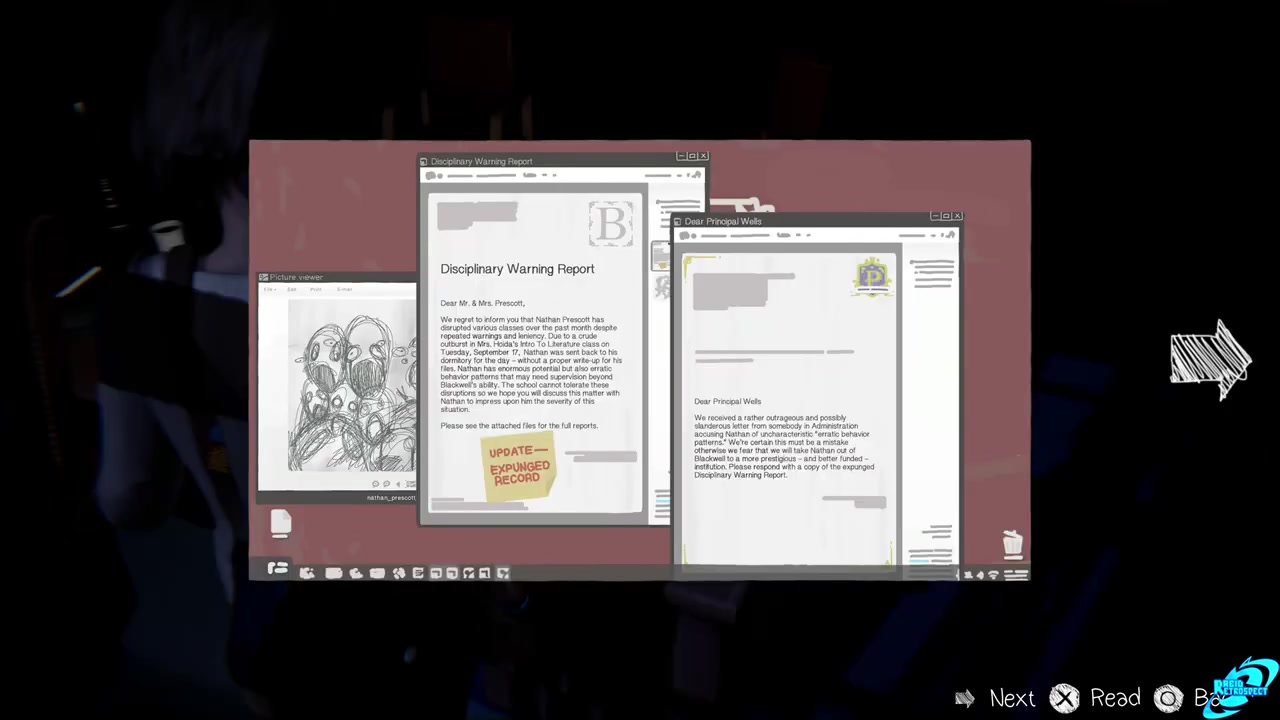 Disciplinary Warning Report
B
Disciplinary Warning Report
Dear Mr. & Mrs. Prescott,
We regret to inform you that Nathan Prescott has
disrupted various classes over the past month despite
repeated warnings and leniency. Due to a crude
outburst in Mrs. Hoida's Intro To Literature class on
Tuesday, September 17, Nathan was sent back to his
dormitory for the day – without a proper write-up for his
files. Nathan has enormous potential but also erratic
behavior patterns that may need supervision beyond
Blackwell's ability. The school cannot tolerate these
disruptions so we hope you will discuss this matter with
Nathan to impress upon him the severity of this
situation.
Please see the attached files for the full reports.
UPDATE—
EXPUNGED
RECORD
Dear Principal Wells
P
Dear Principal Wells
We received a rather outrageous and possibly
slanderous letter from somebody in Administration
accusing Nathan of uncharacteristic "erratic behavior
patterns." We're certain this must be a mistake
otherwise we fear that we will take Nathan out of
Blackwell to a more prestigious – and better funded –
institution. Please respond with a copy of the expunged
Disciplinary Warning Report.
Picture viewer
File Edit Print E-mail
nathan_prescott
Next X Read O Ba
RETROSPECT